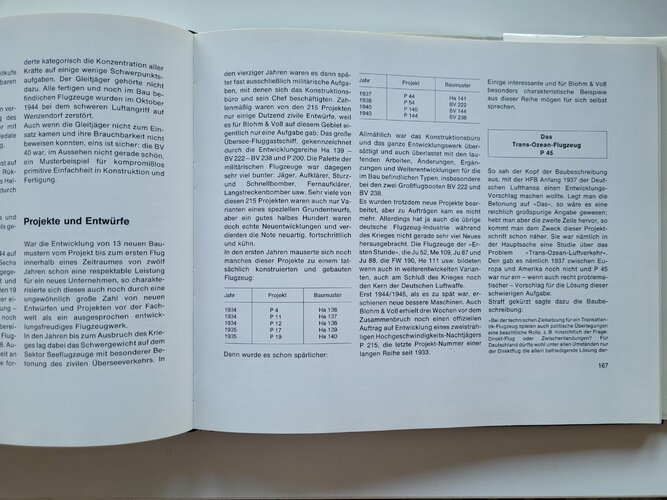 itkufe
baren
n ver-
fer mit
edale
st auf
Rük-
s Hal-
durch
44 auf
Sechs
gege-
ndet
n 19
er ei-
ung
noch
welt
an-
. Au-
rden
derte kategorisch die Konzentration aller
Kräfte auf einige wenige Schwerpunkts-
aufgaben. Der Gleitjäger gehörte nicht
dazu. Alle fertigen und noch im Bau be-
findlichen Flugzeuge wurden im Oktober
1944 bei dem schweren Luftangriff auf
Wenzendorf zerstört.
Auch wenn die Gleitjäger nicht zum Ein-
satz kamen und ihre Brauchbarkeit nicht
beweisen konnten, eins ist sicher: die BV
40 war, im Aussehen nicht gerade schön,
ein Musterbeispiel für kompromißlos
primitive Einfachheit in Konstruktion und
Fertigung.
Projekte und Entwürfe
War die Entwicklung von 13 neuen Bau-
mustern vom Projekt bis zum ersten Flug
innerhalb eines Zeitraumes von zwölf
Jahren schon eine respektable Leistung
für ein neues Unternehmen, so charakte-
risierte sich dieses auch noch durch eine
ungewöhnlich große Zahl von neuen
Entwürfen und Projekten vor der Fach-
welt als ein ausgesprochen entwick-
lungsfreudiges Flugzeugwerk.
In den Jahren bis zum Ausbruch des Krie-
ges lag dabei das Schwergewicht auf dem
Sektor Seeflugzeuge mit besonderer Be-
tonung des zivilen Überseeverkehrs. In
den vierziger Jahren waren es dann spä-
ter fast ausschließlich militärische Aufga-
ben, mit denen sich das Konstruktions-
büro und sein Chef beschäftigten. Zah-
lenmäßig waren von den 215 Projekten
nur einige Dutzend zivile Entwürfe, weil
es für Blohm & Voß auf diesem Gebiet ei-
gentlich nur eine Aufgabe gab: Das große
Übersee-Fluggastschiff, gekennzeichnet
durch die Entwicklungsreihe Ha 139 –
BV 222 – BV 238 und P 200. Die Palette der
militärischen Flugzeuge war dagegen
sehr viel bunter: Jäger, Aufklärer, Sturz-
und Schnellbomber, Fernaufklärer,
Langstreckenbomber usw. Sehr viele von
diesen 215 Projekten waren auch nur Va-
rianten eines speziellen Grundentwurfs,
aber ein gutes halbes Hundert waren
doch echte Neuentwicklungen und ver-
dienten die Note neuartig, fortschrittlich
und kühn.
In den ersten Jahren mauserte sich noch
manches dieser Projekte zu einem tat-
sächlich konstruierten und gebauten
Flugzeug:
Jahr Projekt Baumuster
1934 P 4 Ha 136
1934 P 11 Ha 137
1934 P 12 Ha 138
1935 P 17 Ha 139
1935 P 19 Ha 140
Dann wurde es schon spärlicher:
Jahr Projekt Baumuster
1937 P 44 Ha 141
1938 P 54 BV 222
1940 P 140 BV 144
1940 P 144 BV 238
Allmählich war das Konstruktionsbüro
und das ganze Entwicklungswerk über-
sättigt und auch überlastet mit den lau-
fenden Arbeiten, Änderungen, Ergän-
zungen und Weiterentwicklungen für die
im Bau befindlichen Typen, insbesondere
bei den zwei Großflugbooten BV 222 und
BV 238.
Es wurden trotzdem neue Projekte bear-
beitet, aber zu Aufträgen kam es nicht
mehr. Allerdings hat ja auch die übrige
deutsche Flugzeug-Industrie während
des Krieges nicht gerade sehr viel Neues
herausgebracht. Die Flugzeuge der «Er-
sten Stunde», die Ju 52, Me 109, Ju 87 und
Ju 88, die FW 190, He 111 usw. bildeten
wenn auch in weiterentwickelten Varian-
ten, auch am Schluß des Krieges noch
den Kern der Deutschen Luftwaffe.
Erst 1944/1945, als es zu spät war, er-
schienen neue bessere Maschinen. Auch
Blohm & Voß erhielt drei Wochen vor dem
Zusammenbruch noch einen offiziellen
Auftrag auf Entwicklung eines zweistrah-
ligen Hochgeschwindigkeits-Nachtjägers
P 215, die letzte Projekt-Nummer einer
langen Reihe seit 1933.
Einige interessante und für Blohm & Voß
besonders charakteristische Beispiele
aus dieser Reihe mögen für sich selbst
sprechen.
Das
Trans-Ozean-Flugzeug
P 45
So sah der Kopf der Baubeschreibung
aus, mit der HFB Anfang 1937 der Deut-
schen Lufthansa einen Entwicklungs-
Vorschlag machen wollten. Legt man die
Betonung auf «Das», so wäre es eine
reichlich großspurige Angabe gewesen;
hebt man aber die zweite Zeile hervor, so
kommt man dem Zweck dieser Projekt-
schrift schon näher. Sie war nämlich in
der Hauptsache eine Studie über das
Problem «Trans-Ozean-Luftverkehr».
Den gab es nämlich 1937 zwischen Eu-
ropa und Amerika noch nicht und P 45
war nur ein – wenn auch recht problema-
tischer – Vorschlag für die Lösung dieser
schwierigen Aufgabe.
Straff gekürzt sagte dazu die Baube-
schreibung:
«Bei der technischen Zielsetzung für ein Transatlan-
tik-Flugzeug spielen auch politische Überlegungen
eine beachtliche Rolle, z. B. hinsichtlich der Frage
Direkt-Flug oder Zwischenlandungen? Für
Deutschland dürfte wohl unter allen Umständen nur
der Direktflug die allen befriedigende Lösung dar-
167